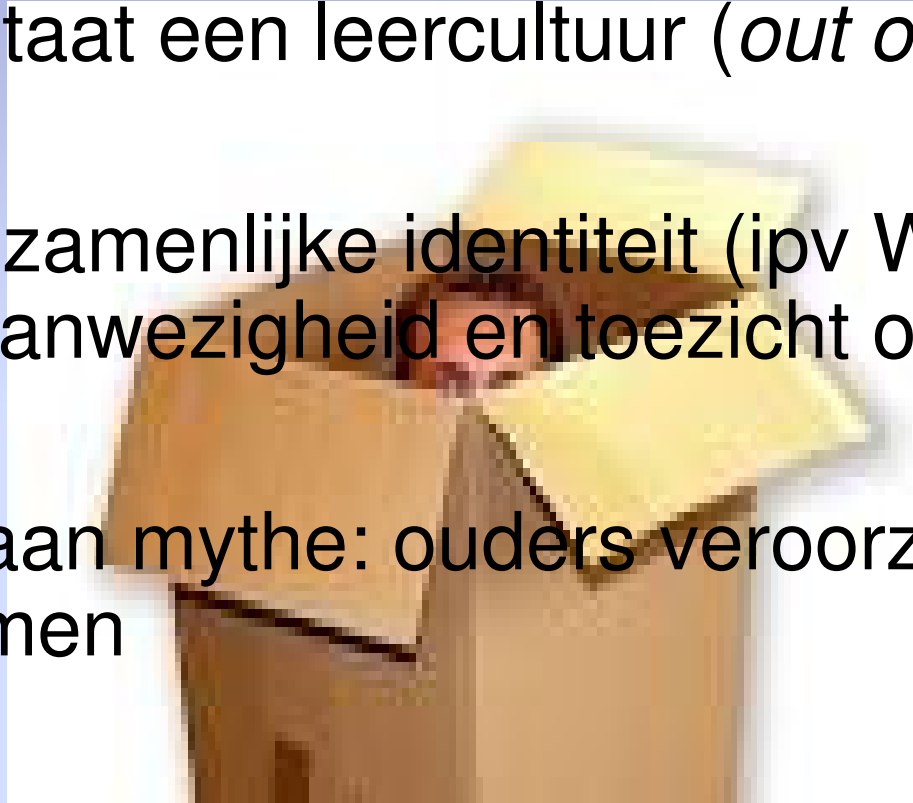 taat een leercultuur (out o
zamenlijke identiteit (ipv W
anwezigheid en toezicht o
aan mythe: ouders veroorz
men